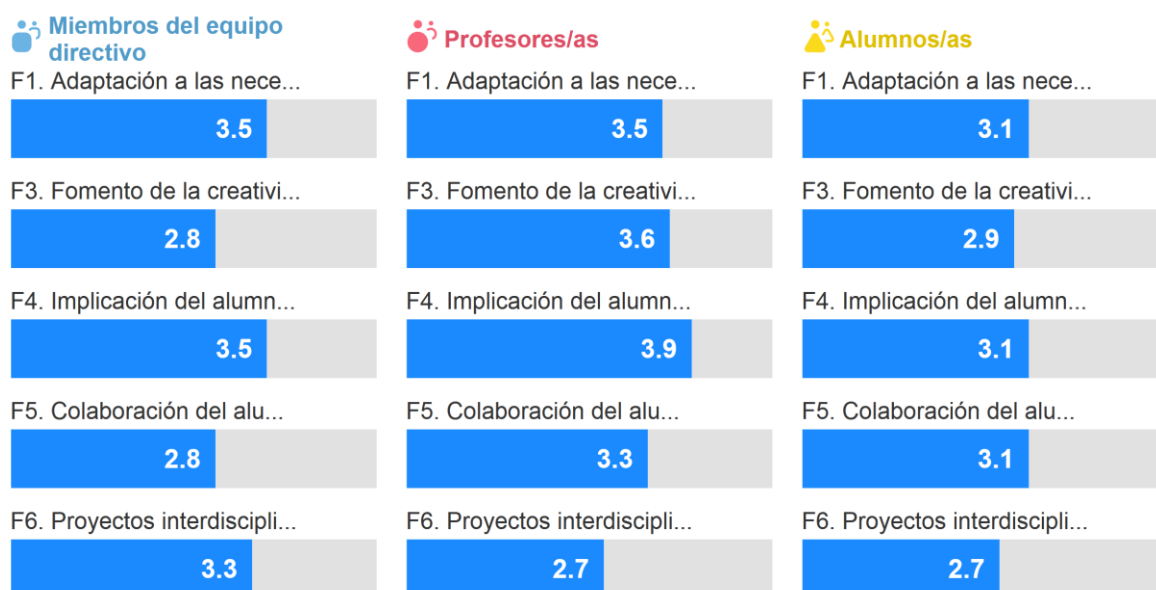 Miembros del equipo
directivo
F1. Adaptación a las nece...
3.5
F3. Fomento de la creativi...
2.8
F4. Implicación del alumn...
3.5
F5. Colaboración del alu...
2.8
F6. Proyectos interdiscipli...
3.3
Profesores/as
F1. Adaptación a las nece...
3.5
F3. Fomento de la creativi...
3.6
F4. Implicación del alumn...
3.9
F5. Colaboración del alu...
3.3
F6. Proyectos interdiscipli...
2.7
Alumnos/as
F1. Adaptación a las nece...
3.1
F3. Fomento de la creativi...
2.9
F4. Implicación del alumn...
3.1
F5. Colaboración del alu...
3.1
F6. Proyectos interdiscipli...
2.7